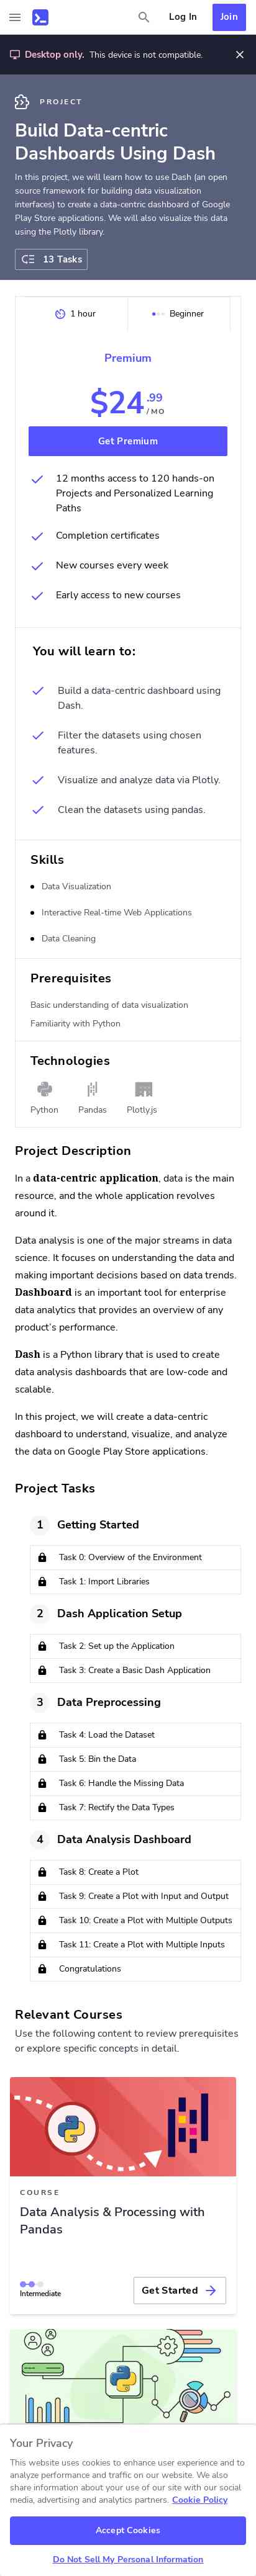 Log In
Join
Desktop only. This device is not compatible.
PROJECT
Build Data-centric
Dashboards Using Dash
In this project, we will learn how to use Dash (an open
source framework for building data visualization
interfaces) to create a data-centric dashboard of Google
Play Store applications. We will also visualize this data
using the Plotly library.
13 Tasks
1 hour
Beginner
Premium
$24 .99 / MO
Get Premium
12 months access to 120 hands-on
Projects and Personalized Learning
Paths
Completion certificates
New courses every week
Early access to new courses
You will learn to:
Build a data-centric dashboard using
Dash.
Filter the datasets using chosen
features.
Visualize and analyze data via Plotly.
Clean the datasets using pandas.
Skills
Data Visualization
Interactive Real-time Web Applications
Data Cleaning
Prerequisites
Basic understanding of data visualization
Familiarity with Python
Technologies
Python Pandas Plotly.js
Project Description
In a data-centric application, data is the main
resource, and the whole application revolves
around it.
Data analysis is one of the major streams in data
science. It focuses on understanding the data and
making important decisions based on data trends.
Dashboard is an important tool for enterprise
data analytics that provides an overview of any
product's performance.
Dash is a Python library that is used to create
data analysis dashboards that are low-code and
scalable.
In this project, we will create a data-centric
dashboard to understand, visualize, and analyze
the data on Google Play Store applications.
Project Tasks
1 Getting Started
Task 0: Overview of the Environment
Task 1: Import Libraries
2 Dash Application Setup
Task 2: Set up the Application
Task 3: Create a Basic Dash Application
3 Data Preprocessing
Task 4: Load the Dataset
Task 5: Bin the Data
Task 6: Handle the Missing Data
Task 7: Rectify the Data Types
4 Data Analysis Dashboard
Task 8: Create a Plot
Task 9: Create a Plot with Input and Output
Task 10: Create a Plot with Multiple Outputs
Task 11: Create a Plot with Multiple Inputs
Congratulations
Relevant Courses
Use the following content to review prerequisites
or explore specific concepts in detail.
COURSE
Data Analysis & Processing with
Pandas
Intermediate
Get Started
Your Privacy
This website uses cookies to enhance user experience and to
analyze performance and traffic on our website. We also
share information about your use of our site with our social
media, advertising and analytics partners. Cookie Policy
Accept Cookies
Do Not Sell My Personal Information